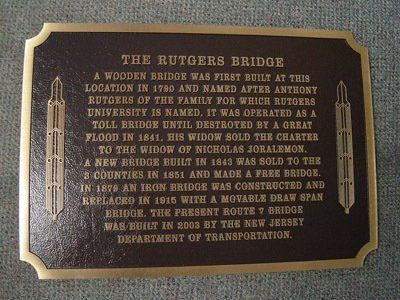 THE RUTGERS BRIDGE
A WOODEN BRIDGE WAS FIRST BUILT AT THIS
LOCATION IN 1790 AND NAMED AFTER ANTHONY
RUTGERS OF THE FAMILY FOR WHICH RUTGERS
UNIVERSITY IS NAMED, IT WAS OPERATED AS A
TOLL BRIDGE UNTIL DESTROYED BY A GREAT
FLOOD IN 1841. HIS WIDOW SOLD THE CHARTER
TO THE WIDOW OF NICHOLAS JORALEMON.
A NEW BRIDGE BUILT IN 1843 WAS SOLD TO THE
3 COUNTIES IN 1851 AND MADE A FREE BRIDGE.
IN 1879 AN IRON BRIDGE WAS CONSTRUCTED AND
REPLACED IN 1915 WITH A MOVABLE DRAW SPAN
BRIDGE. THE PRESENT ROUTE 7 BRIDGE
WAS BUILT IN 2003 BY THE NEW JERSEY
DEPARTMENT OF TRANSPORTATION.